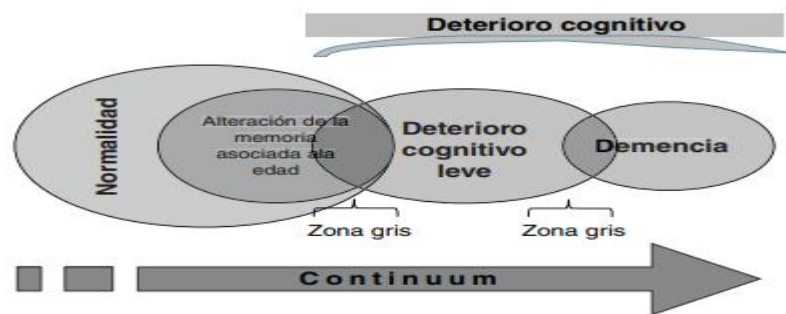 Deterioro cognitivo
Normalidad
Alteración de la
memoria
asociada ala
edad
Deterioro
cognitivo
leve
Demencia
Zona gris
Zona gris
Continuum